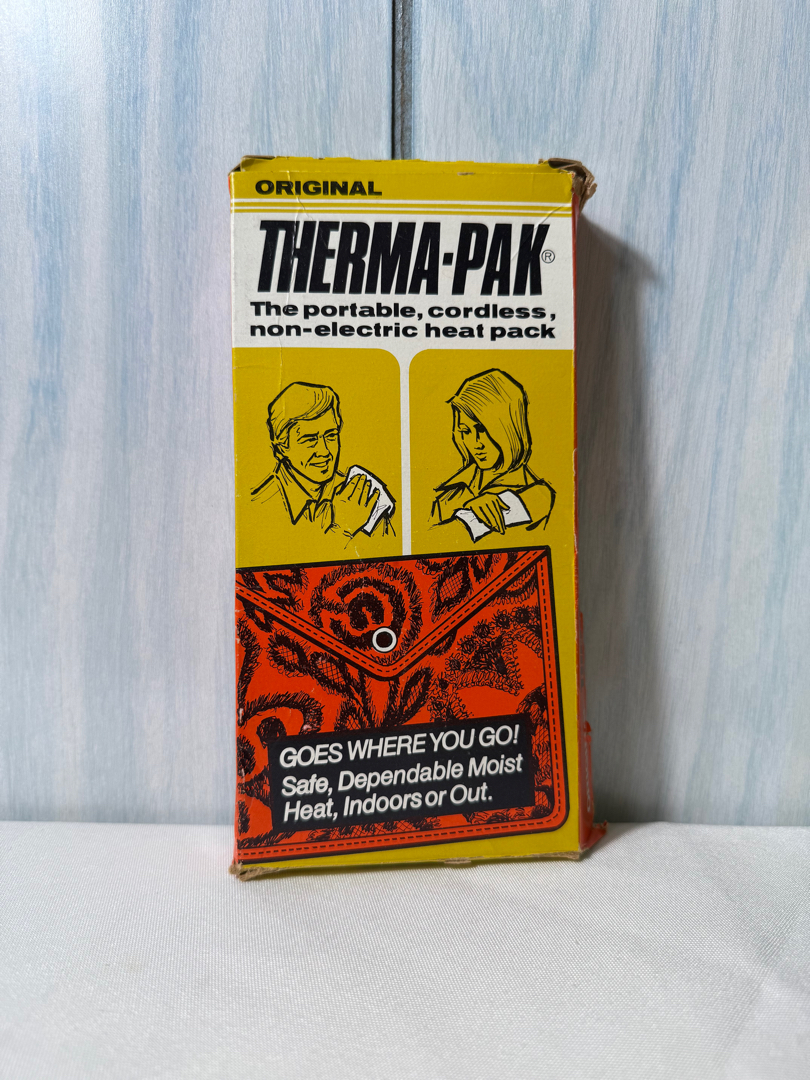 ORIGINAL
THERMA-PAK®
The portable, cordless,
non-electric heat pack
GOES WHERE YOU GO!
Safe, Dependable Moist
Heat, Indoors or Out.